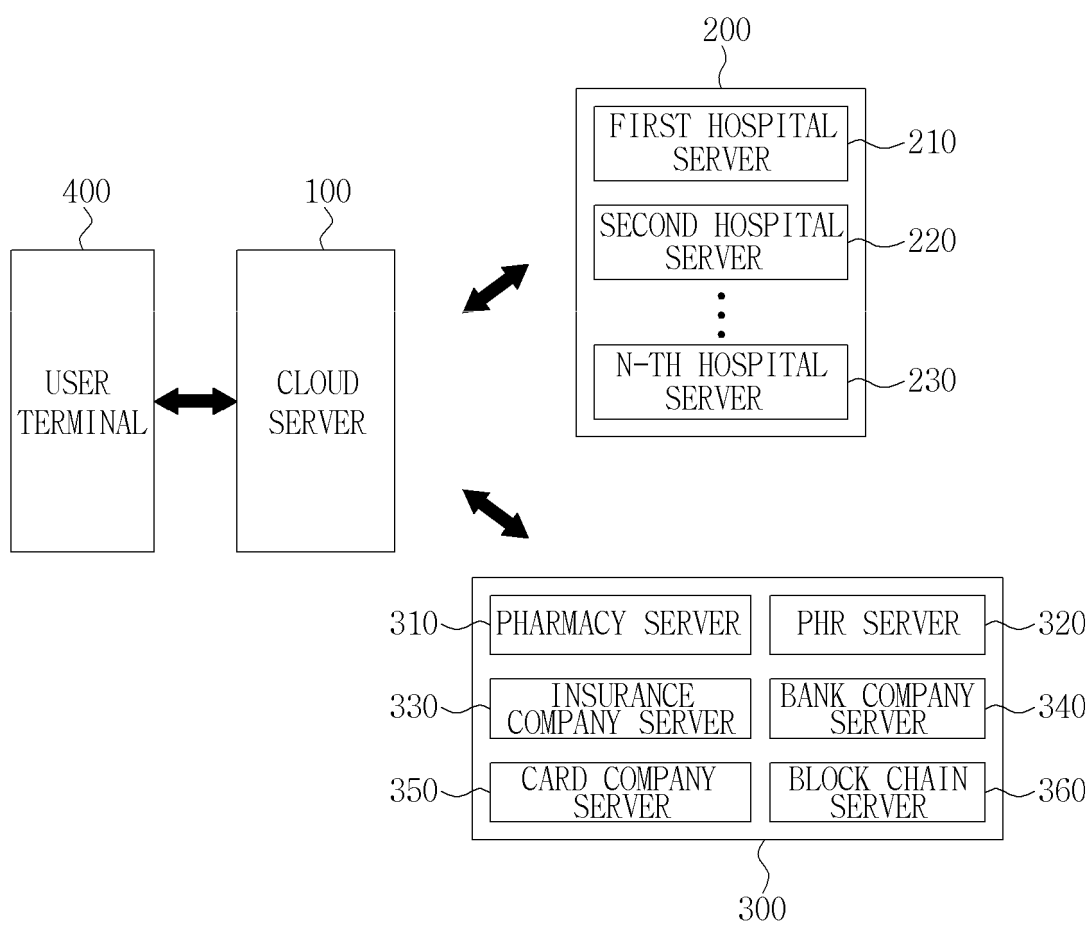 200
FIRST HOSPITAL
SERVER
210
400
100
SECOND HOSPITAL
SERVER
220
USER
TERMINAL
CLOUD
SERVER
N-TH HOSPITAL
SERVER
230
310
PHARMACY SERVER
PHR SERVER
320
330
INSURANCE
COMPANY SERVER
BANK COMPANY
SERVER
340
350
CARD COMPANY
SERVER
BLOCK CHAIN
SERVER
360
300